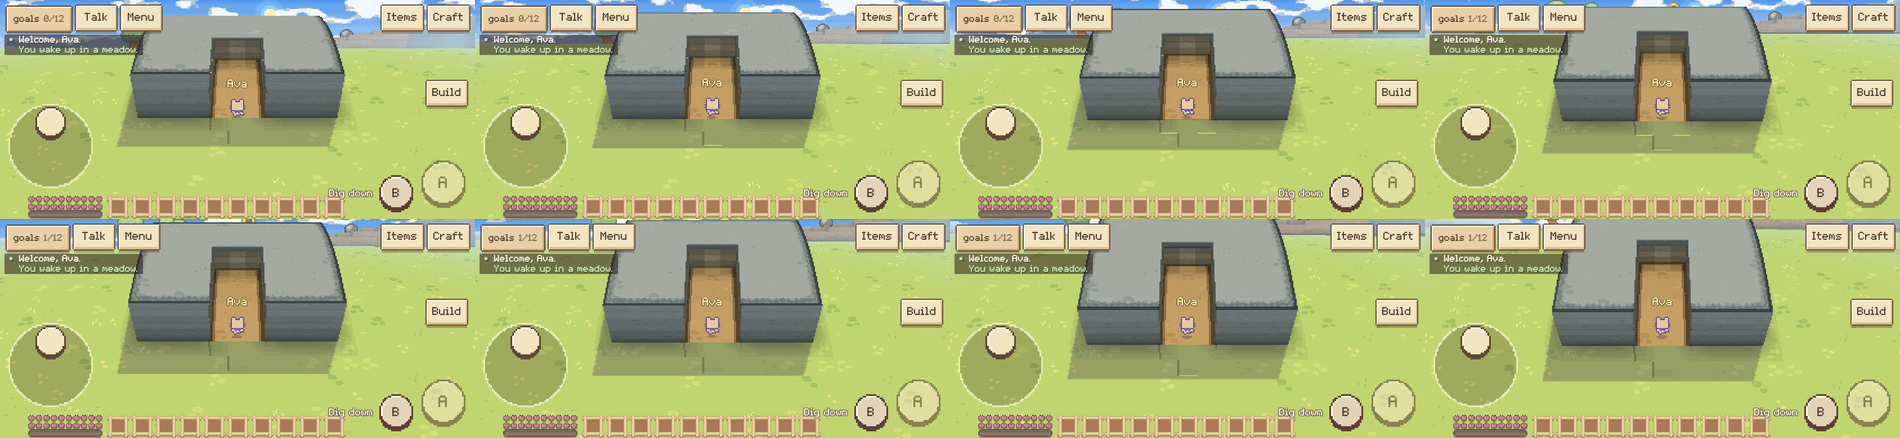 goals 0/12 Talk Menu Items Craft
• Welcome, Ava.
You wake up in a meadow.
Ava
Build
Dig down B A
goals 0/12 Talk Menu Items Craft
• Welcome, Ava.
You wake up in a meadow.
Ava
Build
Dig down B A
goals 0/12 Talk Menu Items Craft
• Welcome, Ava.
You wake up in a meadow.
Ava
Build
Dig down B A
goals 1/12 Talk Menu Items Craft
• Welcome, Ava.
You wake up in a meadow.
Ava
Build
Dig down B A
goals 1/12 Talk Menu Items Craft
• Welcome, Ava.
You wake up in a meadow.
Ava
Build
Dig down B A
goals 1/12 Talk Menu Items Craft
• Welcome, Ava.
You wake up in a meadow.
Ava
Build
Dig down B A
goals 1/12 Talk Menu Items Craft
• Welcome, Ava.
You wake up in a meadow.
Ava
Build
Dig down B A
goals 1/12 Talk Menu Items Craft
• Welcome, Ava.
You wake up in a meadow.
Ava
Build
Dig down B A